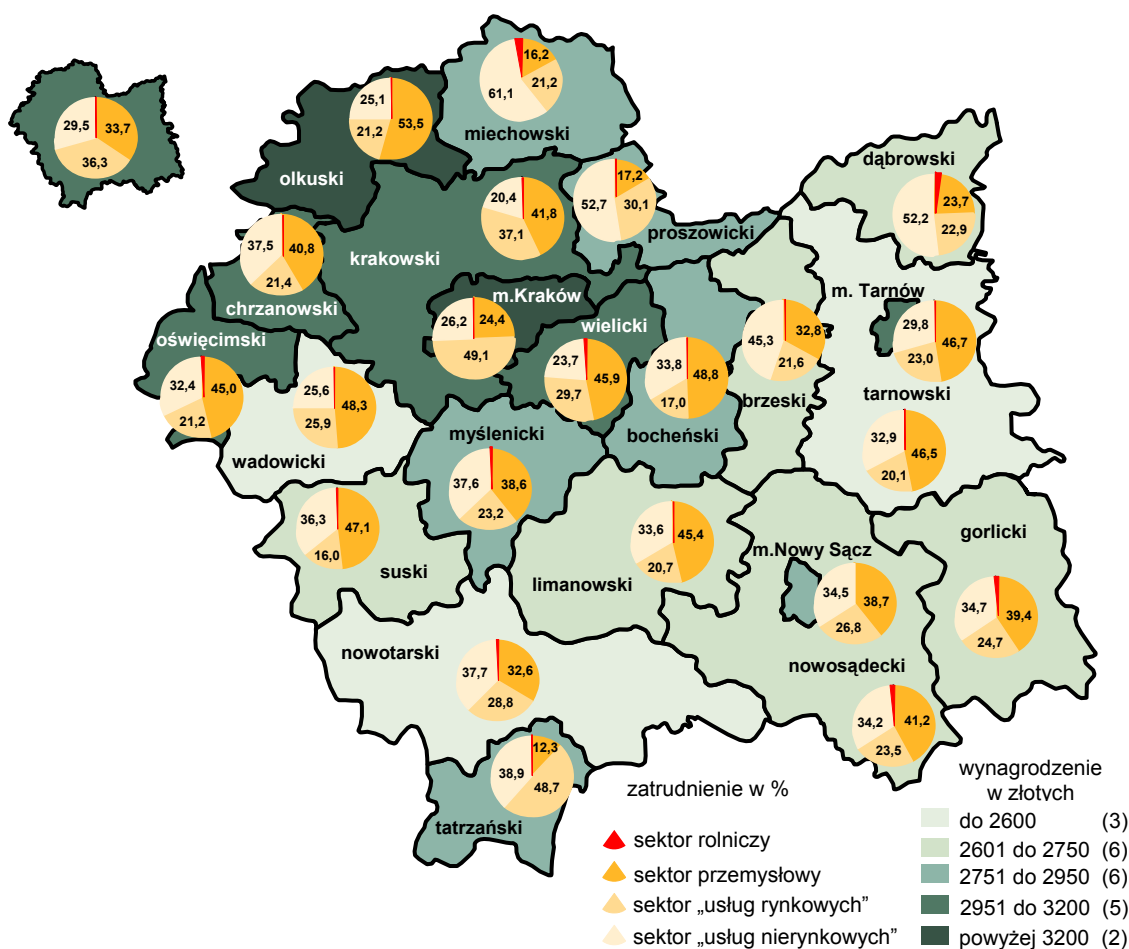 16,2
21,2
61,1
miechowski
25,1
53,5
21,2
olkuski
29,5
33,7
36,3
dąbrowski
23,7
52,2
22,9
17,2
52,7
30,1
proszowicki
20,4
41,8
37,1
krakowski
37,5
40,8
21,4
chrzanowski
m.Kraków
26,2
24,4
49,1
m. Tarnów
29,8
46,7
23,0
tarnowski
wielicki
23,7
45,9
29,7
oświęcimski
32,4
45,0
21,2
25,6
48,3
25,9
wadowicki
33,8
48,8
17,0
bocheński
45,3
32,8
21,6
brzeski
32,9
46,5
20,1
myślenicki
37,6
38,6
23,2
36,3
47,1
16,0
suski
33,6
45,4
20,7
limanowski
m.Nowy Sącz
34,5
38,7
26,8
nowosądecki
34,2
41,2
23,5
gorlicki
34,7
39,4
24,7
nowotarski
37,7
32,6
28,8
12,3
38,9
48,7
tatrzański
zatrudnienie w %
sektor rolniczy
sektor przemysłowy
sektor „usług rynkowych”
sektor „usług nierynkowych”
wynagrodzenie
w złotych
do 2600 (3)
2601 do 2750 (6)
2751 do 2950 (6)
2951 do 3200 (5)
powyżej 3200 (2)